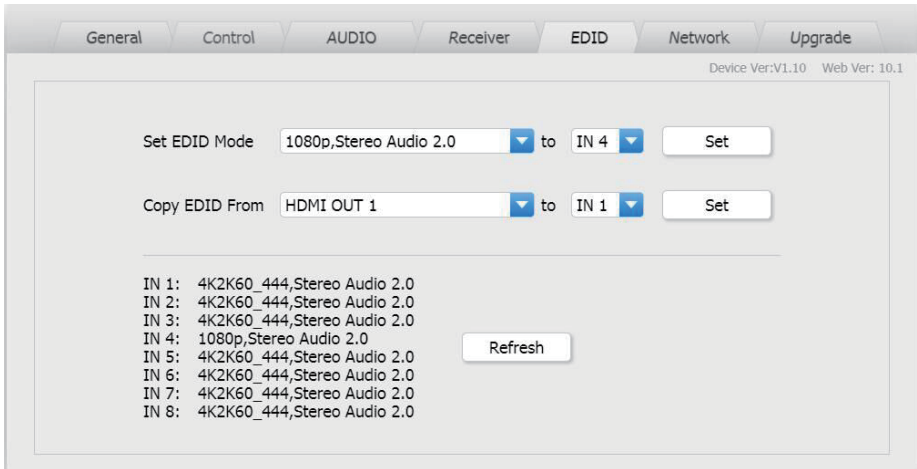 General Control AUDIO Receiver EDID Network Upgrade
Device Ver:V1.10 Web Ver: 10.1
Set EDID Mode 1080p,Stereo Audio 2.0 to IN 4 Set
Copy EDID From HDMI OUT 1 to IN 1 Set
IN 1: 4K2K60_444,Stereo Audio 2.0
IN 2: 4K2K60_444,Stereo Audio 2.0
IN 3: 4K2K60_444,Stereo Audio 2.0
IN 4: 1080p,Stereo Audio 2.0
Refresh
IN 5: 4K2K60_444,Stereo Audio 2.0
IN 6: 4K2K60_444,Stereo Audio 2.0
IN 7: 4K2K60_444,Stereo Audio 2.0
IN 8: 4K2K60_444,Stereo Audio 2.0